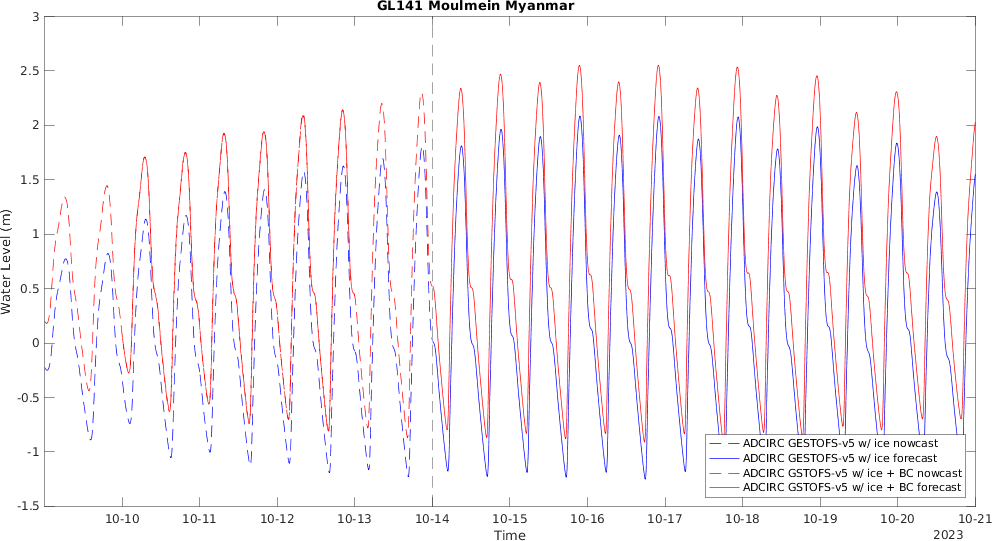 GL141 Moulmein Myanmar
3
2.5
2
1.5
1
0.5
0
-0.5
-1
-1.5
Water Level (m)
ADCIRC GESTOFS-v5 w/ ice nowcast
ADCIRC GESTOFS-v5 w/ ice forecast
ADCIRC GSTOFS-v5 w/ ice + BC nowcast
ADCIRC GSTOFS-v5 w/ ice + BC forecast
10-10 10-11 10-12 10-13 10-14 10-15 10-16 10-17 10-18 10-19 10-20 10-21
Time
2023